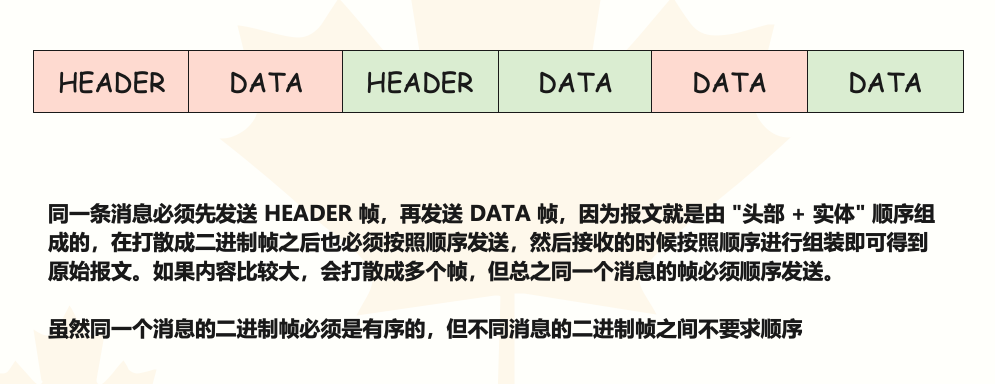 HEADER DATA HEADER DATA DATA DATA
同一条消息必须先发送 HEADER 帧，再发送 DATA 帧，因为报文就是由 "头部 + 实体" 顺序组
成的，在打散成二进制帧之后也必须按照顺序发送，然后接收的时候按照顺序进行组装即可得到
原始报文。如果内容比较大，会打散成多个帧，但总之同一个消息的帧必须顺序发送。
虽然同一个消息的二进制帧必须是有序的，但不同消息的二进制帧之间不要求顺序